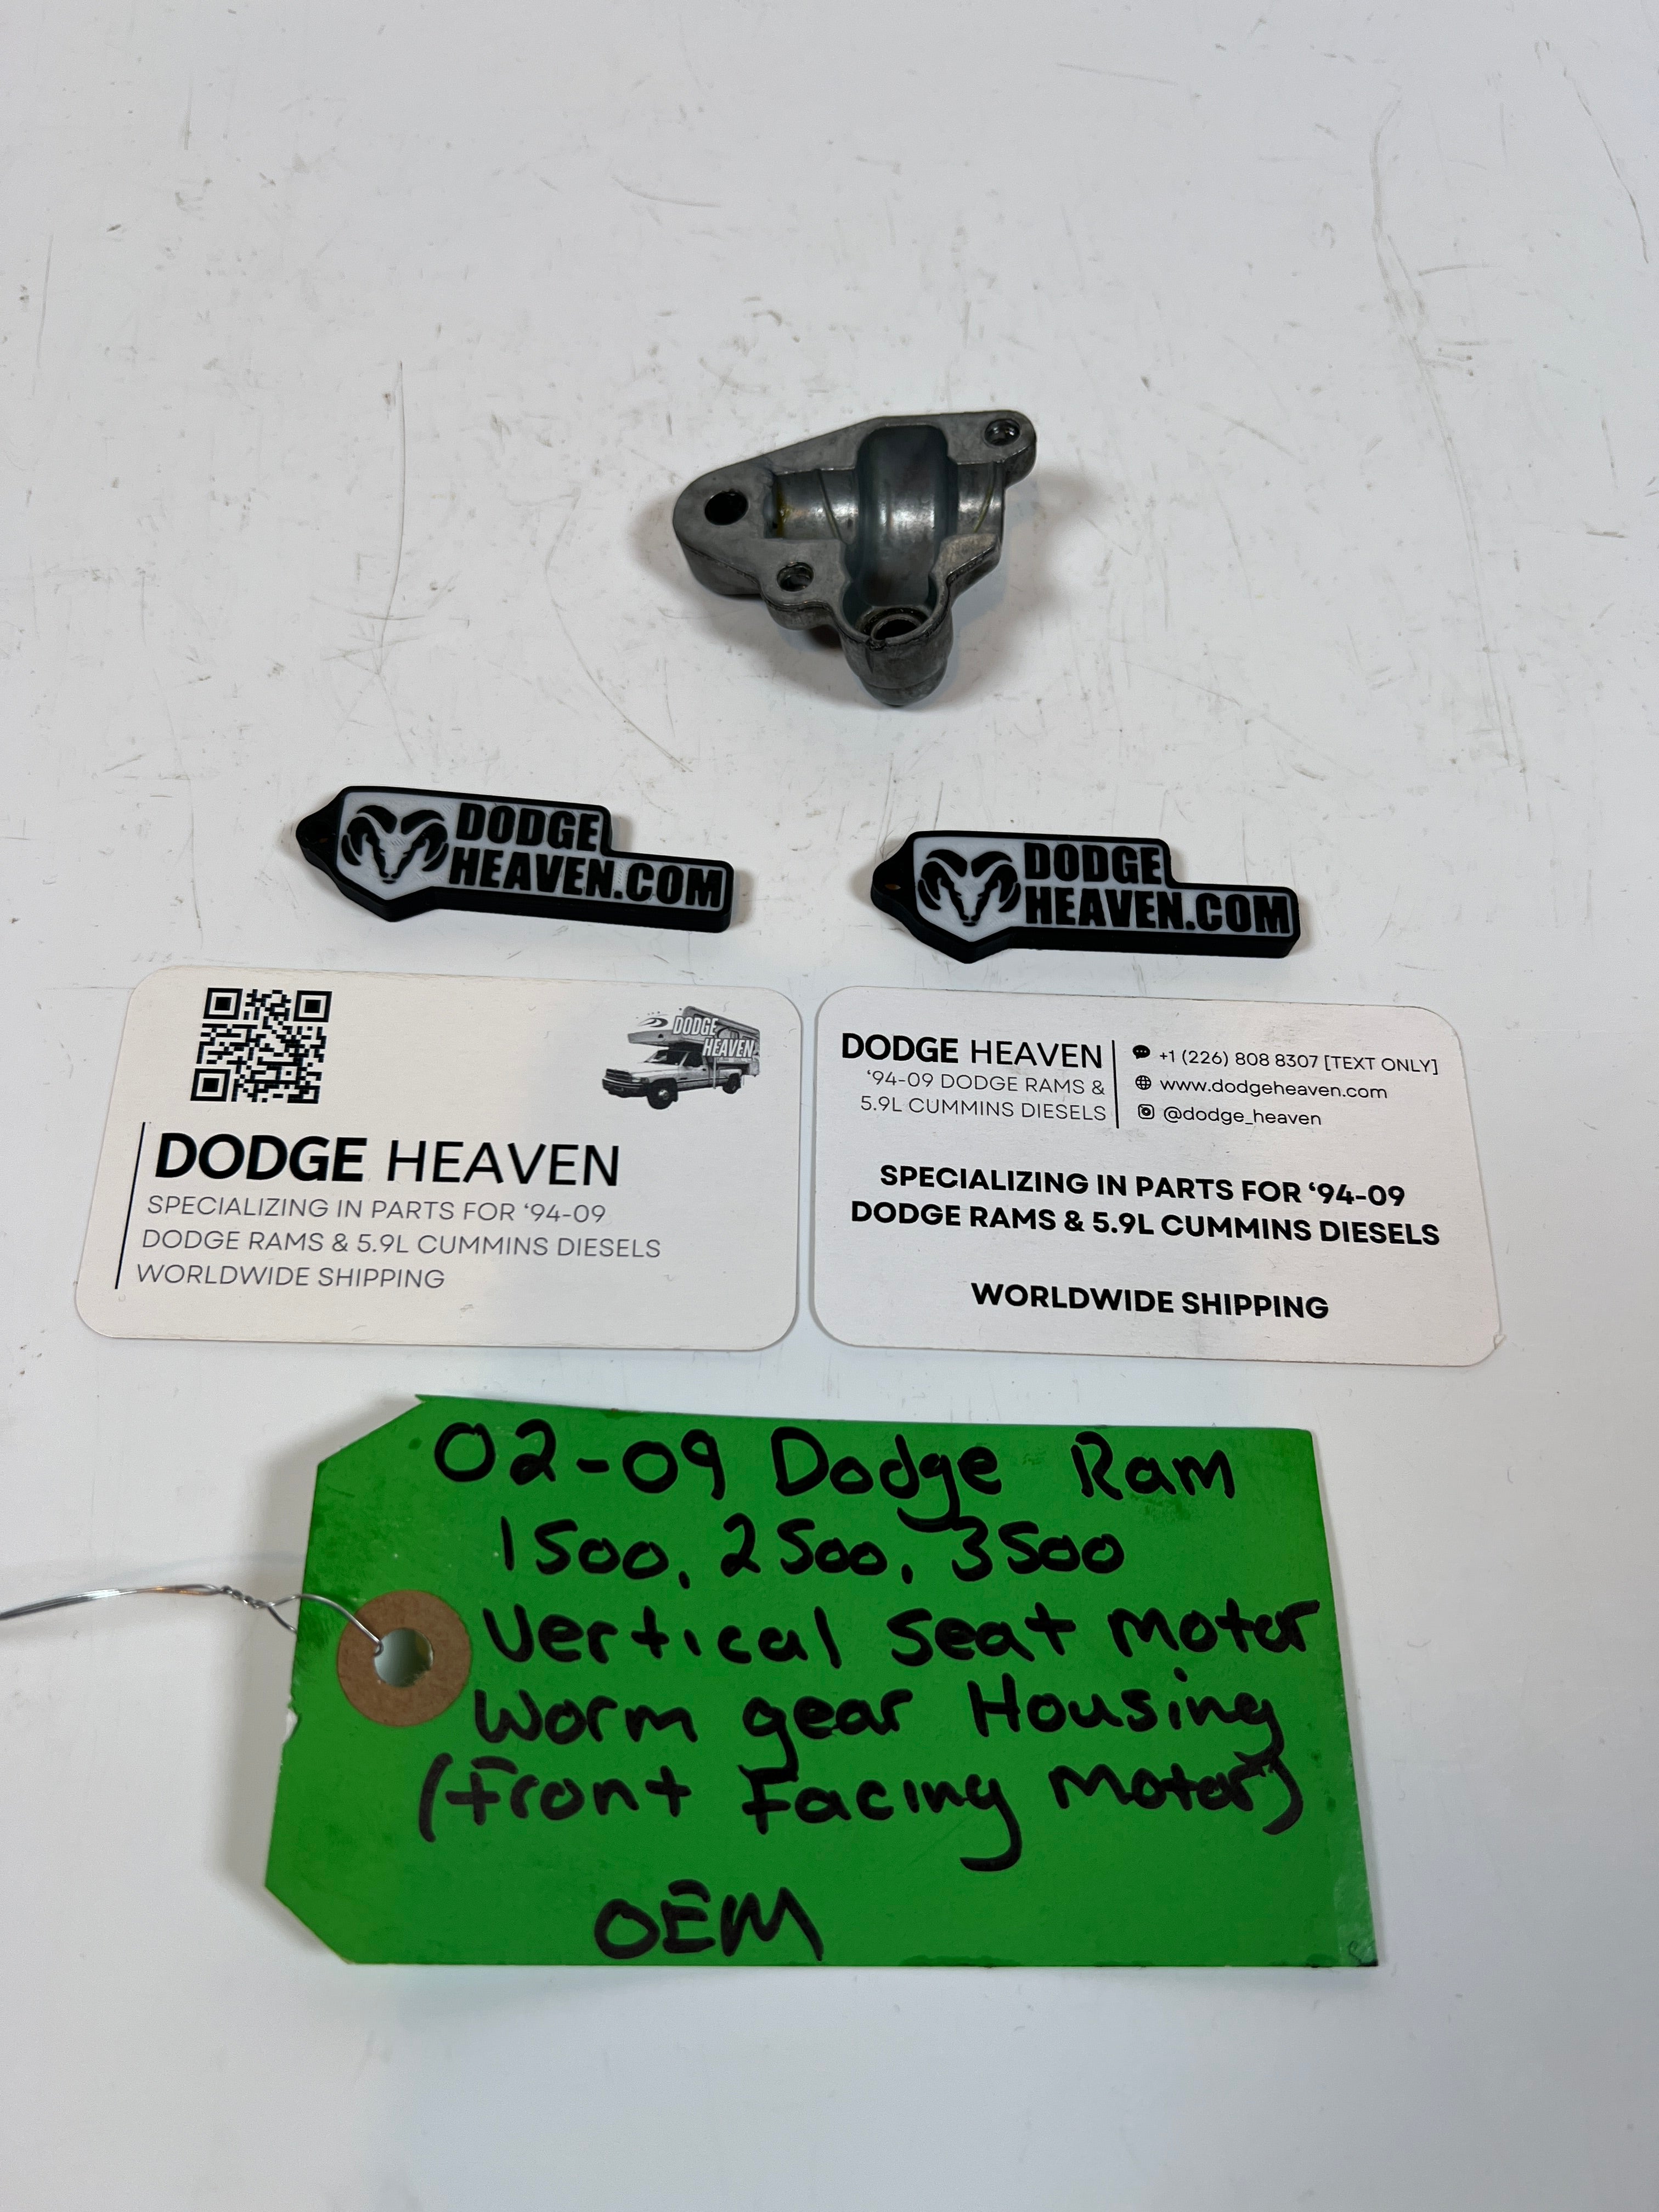 DODGE
HEAVEN.COM
DODGE
HEAVEN.COM
DODGE
HEAVEN
DODGE HEAVEN
SPECIALIZING IN PARTS FOR ‘94-09
DODGE RAMS & 5.9L CUMMINS DIESELS
WORLDWIDE SHIPPING
DODGE HEAVEN
‘94-09 DODGE RAMS &
5.9L CUMMINS DIESELS
+1 (226) 808 8307 [TEXT ONLY]
www.dodgeheaven.com
@dodge_heaven
SPECIALIZING IN PARTS FOR ‘94-09
DODGE RAMS & 5.9L CUMMINS DIESELS
WORLDWIDE SHIPPING
02-09 Dodge Ram
1500, 2500, 3500
Vertical Seat Motor
Worm gear Housing
(Front Facing Motor)
OEM